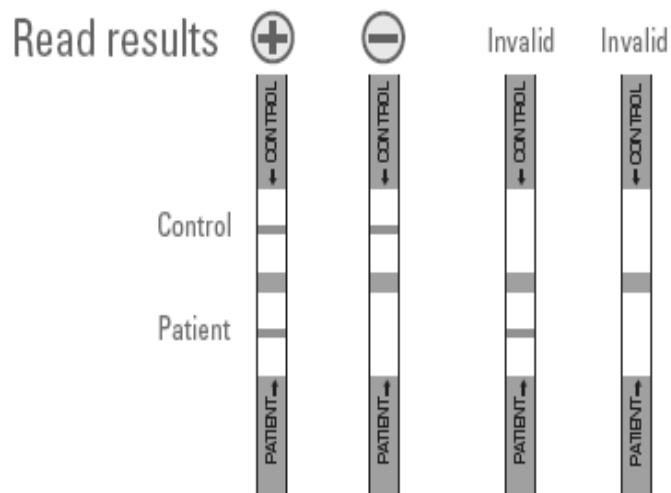 Read results + − Invalid Invalid
← CONTROL ← CONTROL ← CONTROL ← CONTROL
Control
Patient
PATIENT→ PATIENT→ PATIENT→ PATIENT→